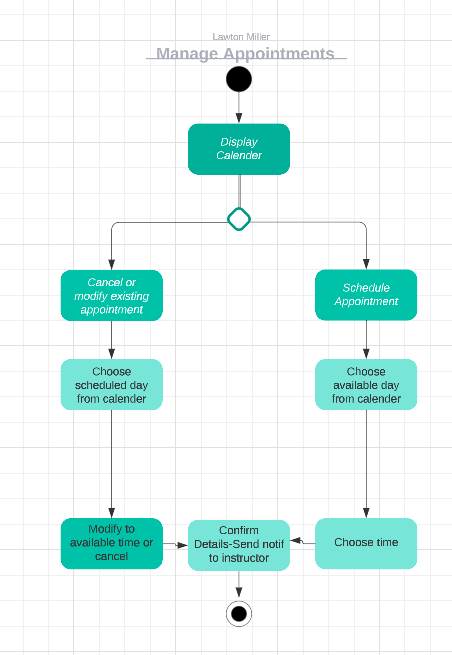 Lawton Miller
Manage Appointments
Display
Calender
Cancel or
modify existing
appointment
Schedule
Appointment
Choose
scheduled day
from calender
Choose
available day
from calender
Modify to
available time or
cancel
Confirm
Details-Send notif
to instructor
Choose time